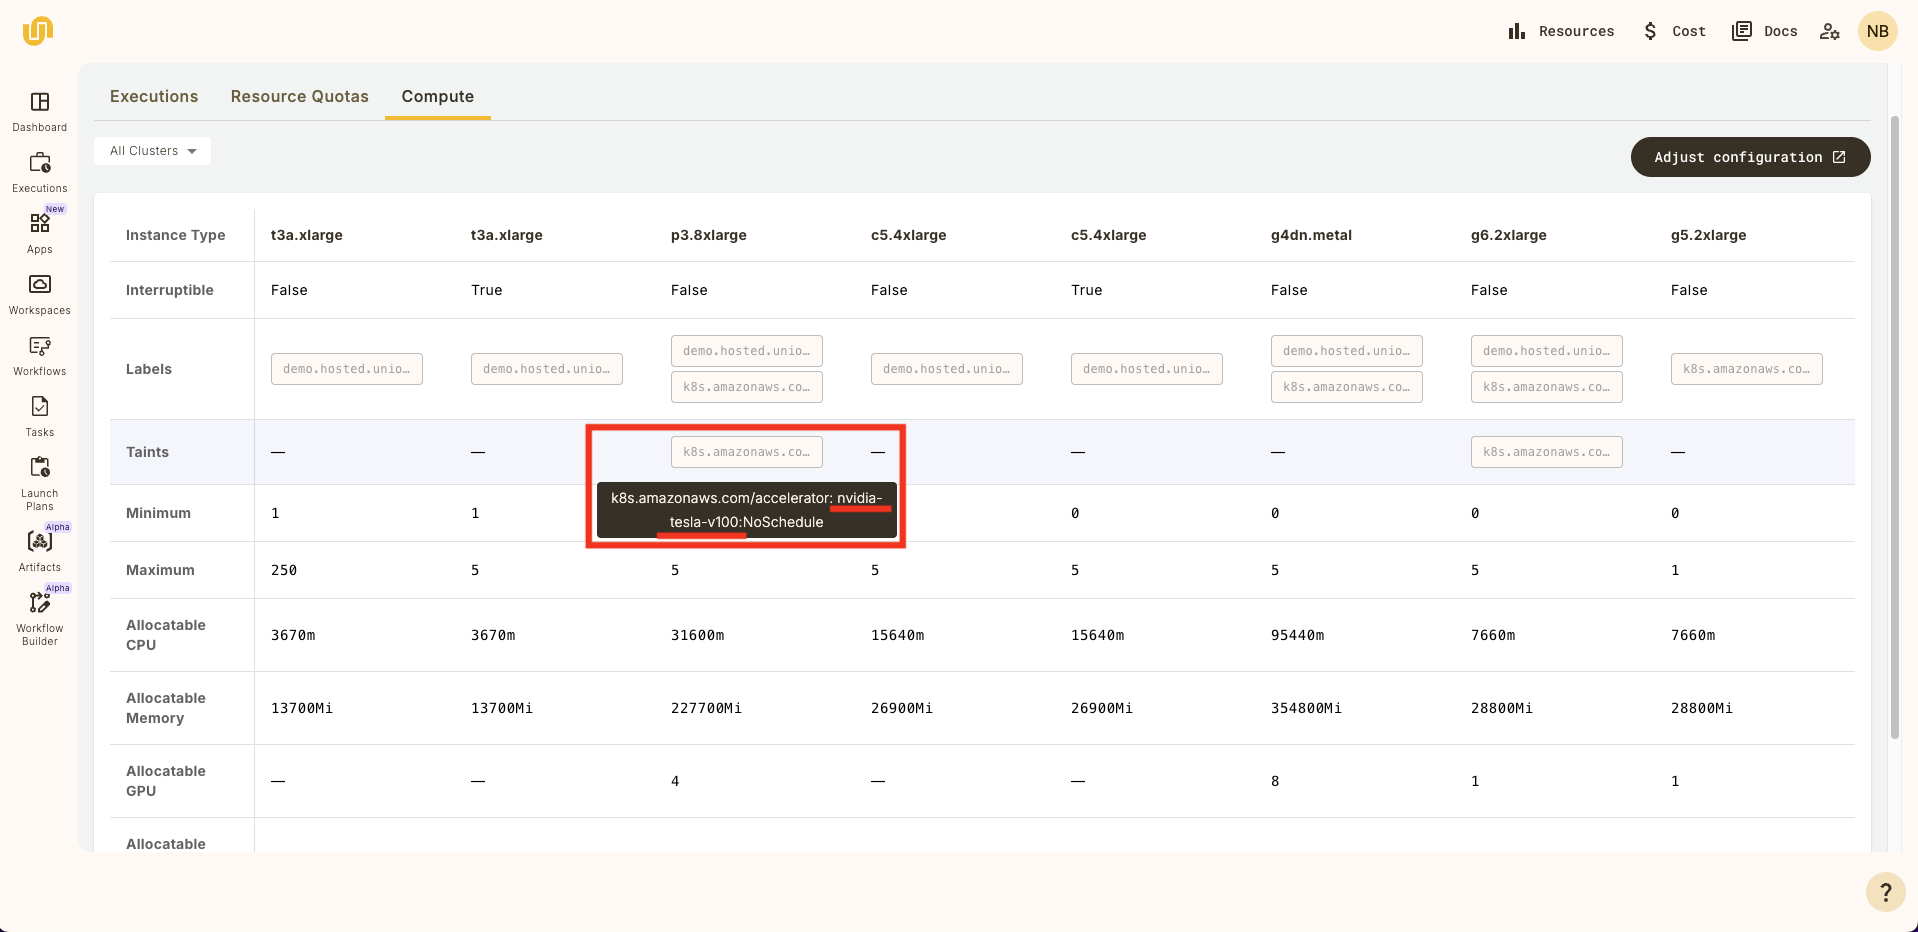 Resources
Cost
Docs
NB
Dashboard
Executions
New
Apps
Workspaces
Workflows
Tasks
Launch
Plans
Alpha
Artifacts
Alpha
Workflow
Builder
Executions Resource Quotas Compute
All Clusters
Adjust configuration
Instance Type t3a.xlarge t3a.xlarge p3.8xlarge c5.4xlarge c5.4xlarge g4dn.metal g6.2xlarge g5.2xlarge
Interruptible False True False False True False False False
demo.hosted.unio… demo.hosted.unio… demo.hosted.unio…
Labels demo.hosted.unio… demo.hosted.unio… demo.hosted.unio… demo.hosted.unio… k8s.amazonaws.co…
k8s.amazonaws.co… k8s.amazonaws.co… k8s.amazonaws.co…
Taints — — k8s.amazonaws.co… — — — k8s.amazonaws.co… —
k8s.amazonaws.com/accelerator: nvidia-
tesla-v100:NoSchedule
Minimum 1 1 0 0 0 0
Maximum 250 5 5 5 5 5 5 1
Allocatable
CPU 3670m 3670m 31600m 15640m 15640m 95440m 7660m 7660m
Allocatable
Memory 13700Mi 13700Mi 227700Mi 26900Mi 26900Mi 354800Mi 28800Mi 28800Mi
Allocatable
GPU — — 4 — — 8 1 1
Allocatable
?